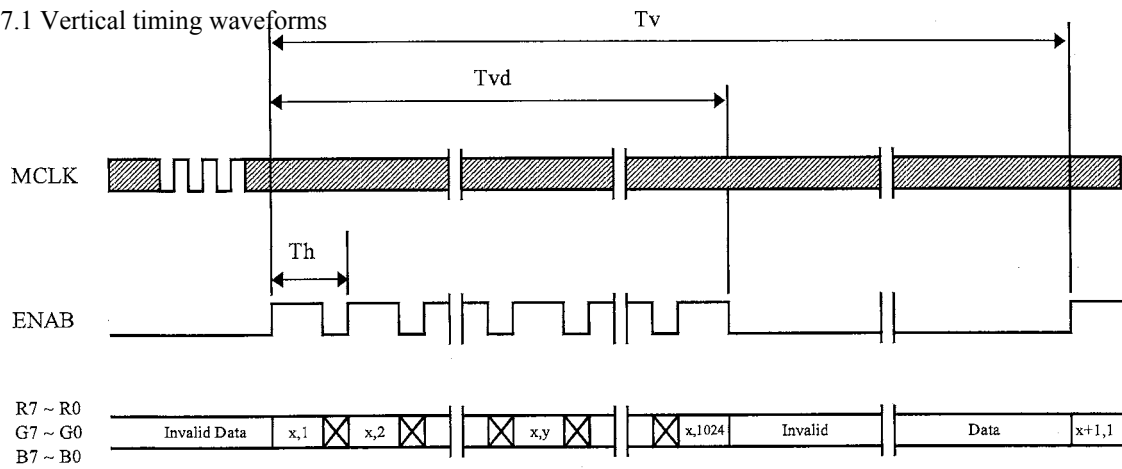 7.1 Vertical timing waveforms
Tv
Tvd
MCLK
Th
ENAB
R7 ~ R0
G7 ~ G0
B7 ~ B0
Invalid Data
x,1
x,2
x,y
x,1024
Invalid
Data
x+1,1